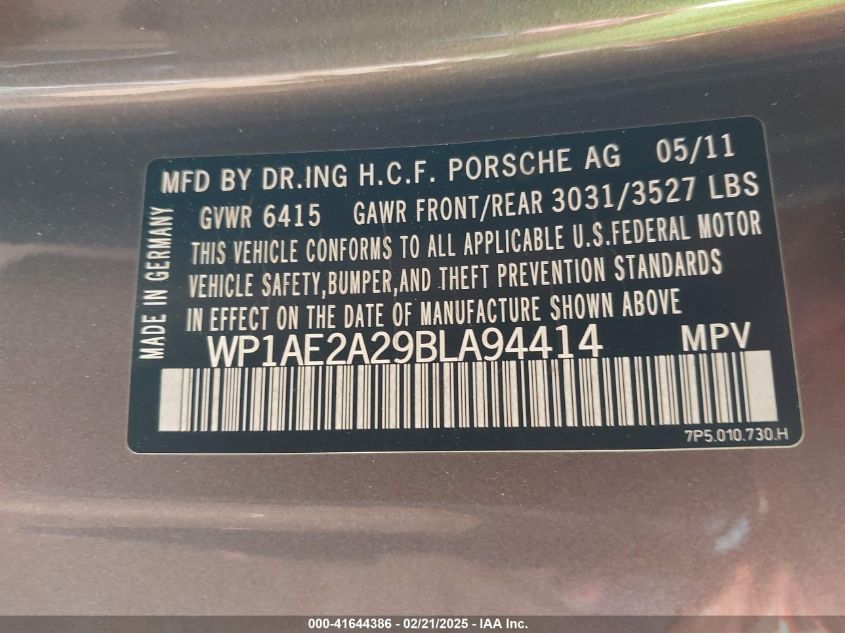 MFD BY DR.ING H.C.F. PORSCHE AG 05/11
GVWR 6415 GAWR FRONT/REAR 3031/3527 LBS
THIS VEHICLE CONFORMS TO ALL APPLICABLE U.S.FEDERAL MOTOR
VEHICLE SAFETY,BUMPER,AND THEFT PREVENTION STANDARDS
IN EFFECT ON THE DATE OF MANUFACTURE SHOWN ABOVE
MADE IN GERMANY
WP1AE2A29BLA94414 MPV
7P5.010.730.H
000-41644386 - 02/21/2025 - IAA Inc.